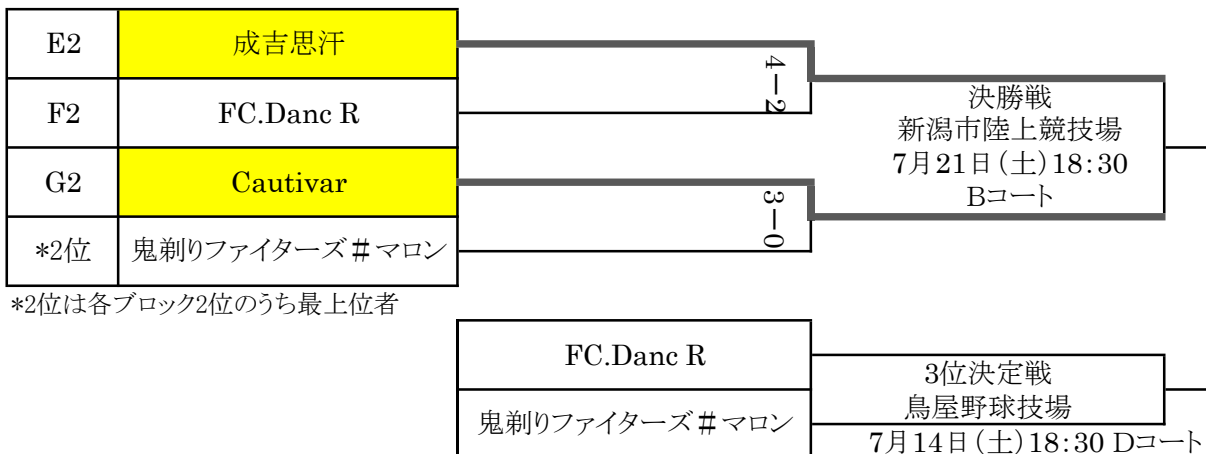 E2 成吉思汗
4－2
F2 FC.Danc R
決勝戦
新潟市陸上競技場
7月21日（土）18：30
Bコート
G2 Cautivar
3－0
*2位 鬼剃りファイターズ＃マロン
*2位は各ブロック2位のうち最上位者
FC.Danc R
鬼剃りファイターズ＃マロン
3位決定戦
鳥屋野球技場
7月14日（土）18：30 Dコート